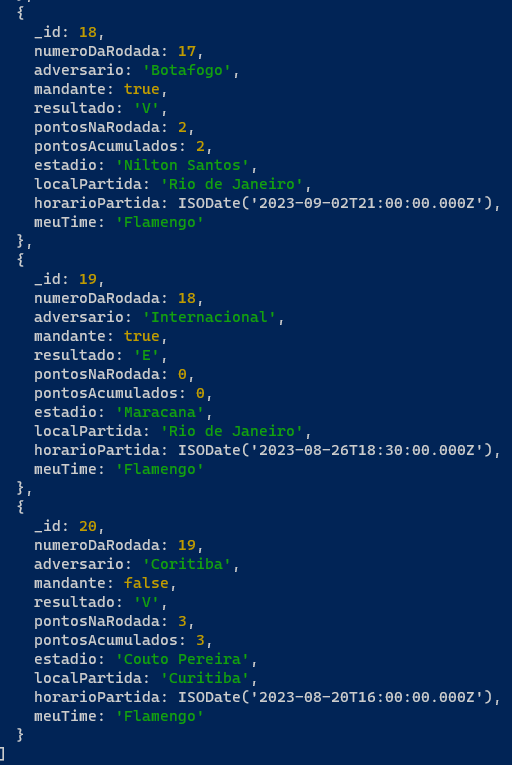 },
{
_id: 18,
numeroDaRodada: 17,
adversario: 'Botafogo',
mandante: true,
resultado: 'V',
pontosNaRodada: 2,
pontosAcumulados: 2,
estadio: 'Nilton Santos',
localPartida: 'Rio de Janeiro',
horarioPartida: ISODate('2023-09-02T21:00:00.000Z'),
meuTime: 'Flamengo'
},
{
_id: 19,
numeroDaRodada: 18,
adversario: 'Internacional',
mandante: true,
resultado: 'E',
pontosNaRodada: 0,
pontosAcumulados: 0,
estadio: 'Maracana',
localPartida: 'Rio de Janeiro',
horarioPartida: ISODate('2023-08-26T18:30:00.000Z'),
meuTime: 'Flamengo'
},
{
_id: 20,
numeroDaRodada: 19,
adversario: 'Coritiba',
mandante: false,
resultado: 'V',
pontosNaRodada: 3,
pontosAcumulados: 3,
estadio: 'Couto Pereira',
localPartida: 'Curitiba',
horarioPartida: ISODate('2023-08-20T16:00:00.000Z'),
meuTime: 'Flamengo'
}
]